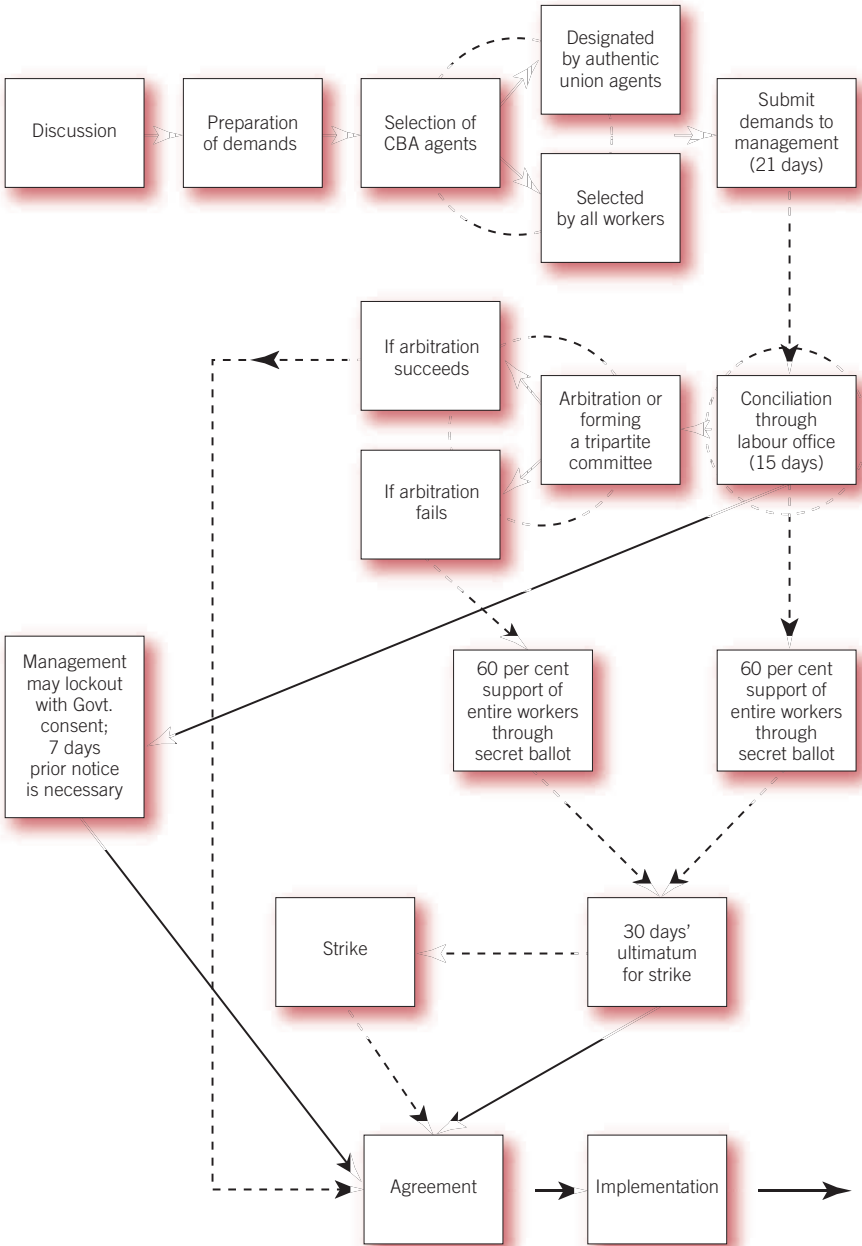 Discussion
Preparation
of demands
Selection of
CBA agents
Designated
by authentic
union agents
Selected
by all workers
Submit
demands to
management
(21 days)
If arbitration
succeeds
If arbitration
fails
Arbitration or
forming
a tripartite
committee
Conciliation
through
labour office
(15 days)
Management
may lockout
with Govt.
consent;
7 days
prior notice
is necessary
60 per cent
support of
entire workers
through
secret ballot
60 per cent
support of
entire workers
through
secret ballot
Strike
30 days’
ultimatum
for strike
Agreement
Implementation